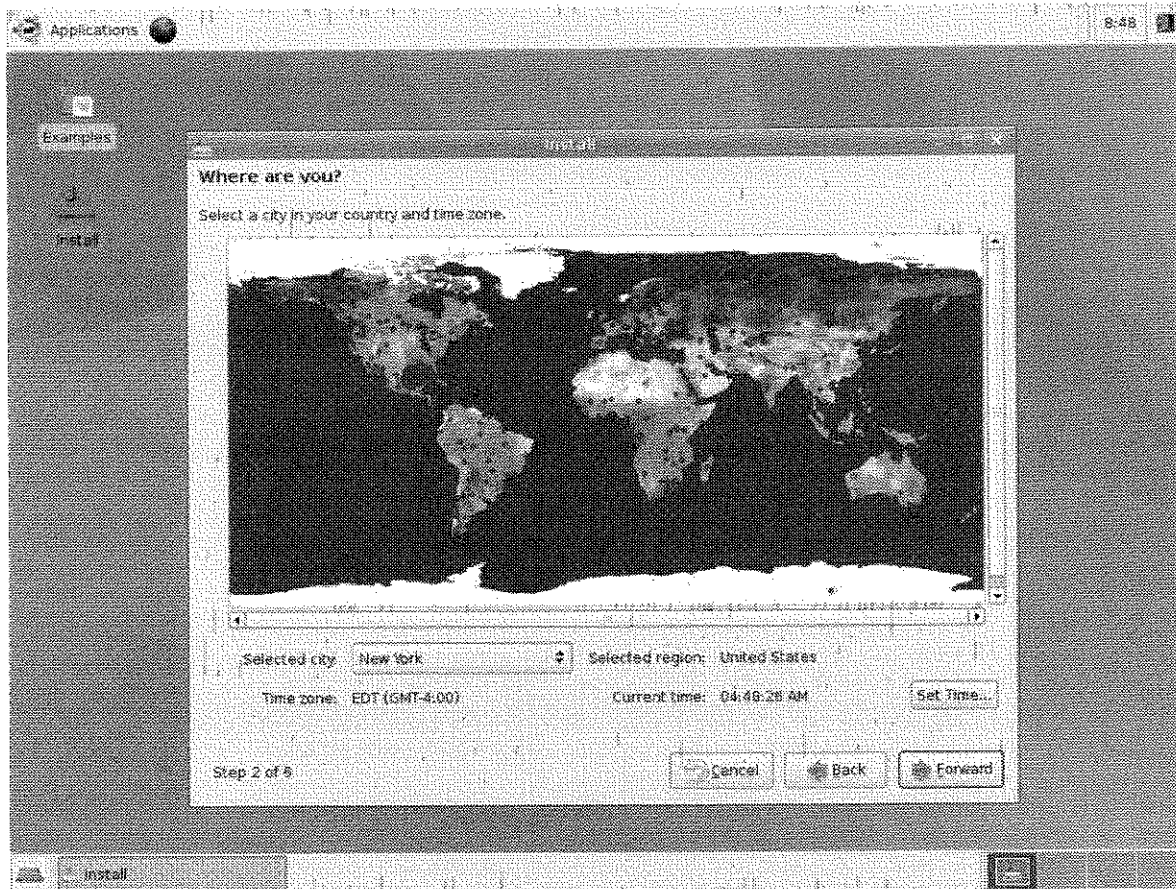 Applications
8:48
Examples
Install
Install
Where are you?
Select a city in your country and time zone.
Selected city: New York Selected region: United States
Time zone: EDT (GMT-4:00) Current time: 04:48:26 AM Set Time...
Step 2 of 6 Cancel Back Forward
Install